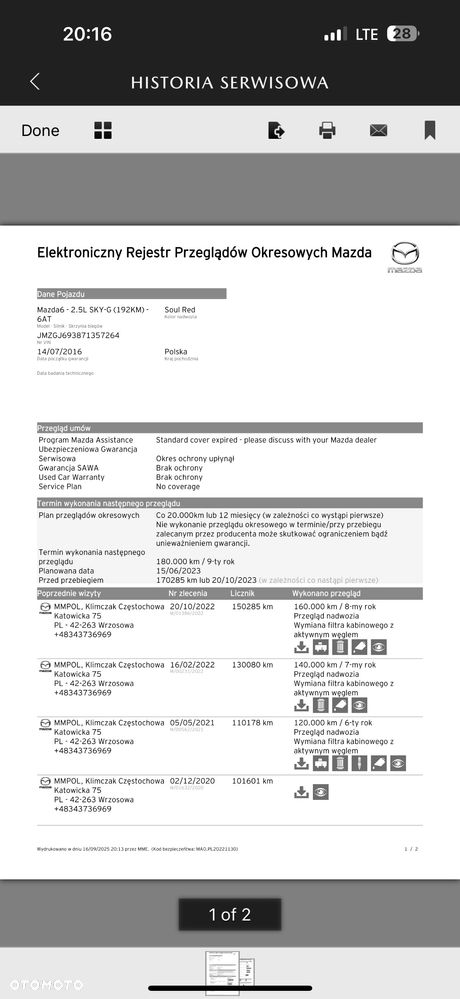 20:16
LTE 28
HISTORIA SERWISOWA
Done
Elektroniczny Rejestr Przeglądów Okresowych Mazda
mazda
Dane Pojazdu
Mazda6 - 2.5L SKY-G (192KM) - Soul Red
6AT Kolor nadwozia
Model - Silnik - Skrzynia biegów
JMZGJ693871357264
Nr VIN
14/07/2016 Polska
Data początku gwarancji Kraj pochodzenia
Data badania technicznego
Przegląd umów
Program Mazda Assistance Standard cover expired - please discuss with your Mazda dealer
Ubezpieczeniowa Gwarancja
Serwisowa Okres ochrony upłynął
Gwarancja SAWA Brak ochrony
Used Car Warranty Brak ochrony
Service Plan No coverage
Termin wykonania następnego przeglądu
Plan przeglądów okresowych Co 20.000km lub 12 miesięcy (w zależności co wystąpi pierwsze)
Nie wykonanie przeglądu okresowego w terminie/przy przebiegu
zalecanym przez producenta może skutkować ograniczeniem bądź
unieważnieniem gwarancji.
Termin wykonania następnego
przeglądu 180.000 km / 9-ty rok
Planowana data 15/06/2023
Przed przebiegiem 170285 km lub 20/10/2023 (w zależności co nastąpi pierwsze)
Poprzednie wizyty Nr zlecenia Licznik Wykonano przegląd
MMPOL, Klimczak Częstochowa 20/10/2022 150285 km 160.000 km / 8-my rok
Katowicka 75 Przegląd nadwozia
PL - 42-263 Wrzosowa Wymiana filtra kabinowego z
+48343736969 aktywnym węglem
MMPOL, Klimczak Częstochowa 16/02/2022 130080 km 140.000 km / 7-my rok
Katowicka 75 Przegląd nadwozia
PL - 42-263 Wrzosowa Wymiana filtra kabinowego z
+48343736969 aktywnym węglem
MMPOL, Klimczak Częstochowa 05/05/2021 110178 km 120.000 km / 6-ty rok
Katowicka 75 Przegląd nadwozia
PL - 42-263 Wrzosowa Wymiana filtra kabinowego z
+48343736969 aktywnym węglem
MMPOL, Klimczak Częstochowa 02/12/2020 101601 km
Katowicka 75
PL - 42-263 Wrzosowa
+48343736969
Wydrukowano w dniu 16/09/2025 20:13 przez MME. (Kod bezpieczeństwa: MAO.PL20221130) 1 / 2
1 of 2
OTOMOTO